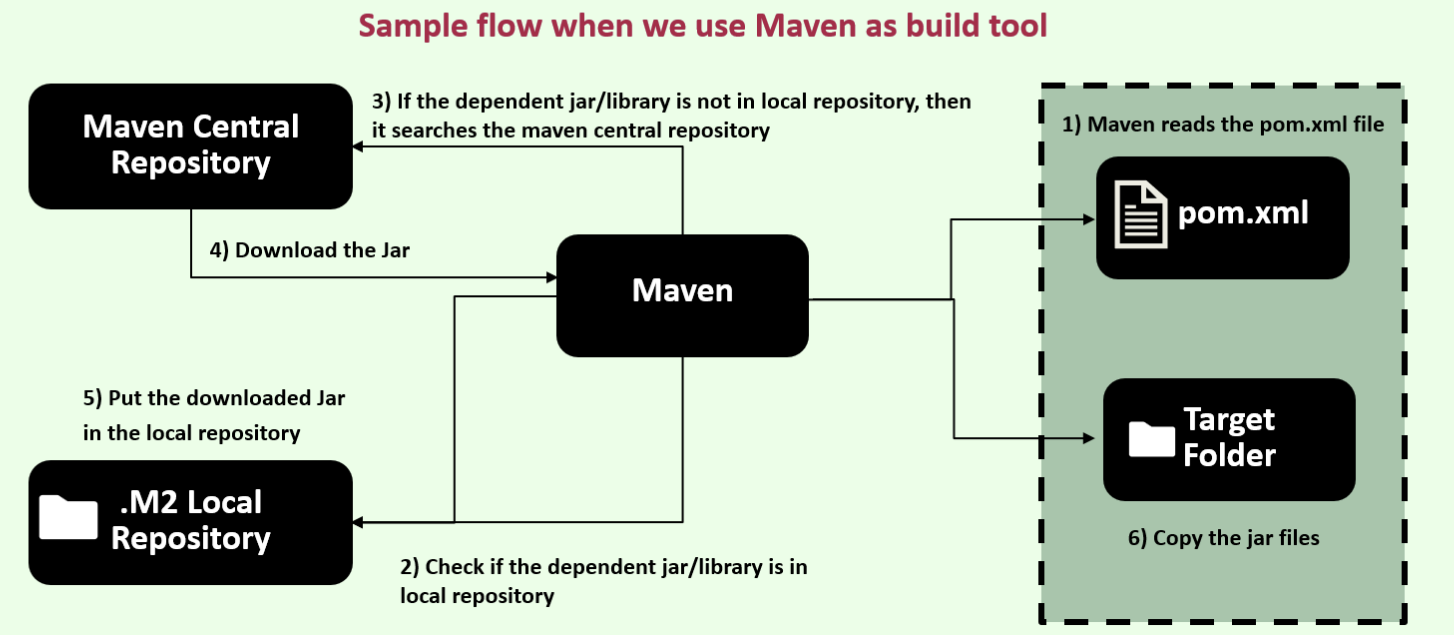 Sample flow when we use Maven as build tool
3) If the dependent jar/library is not in local repository, then
it searches the maven central repository
Maven Central
Repository
1) Maven reads the pom.xml file
pom.xml
4) Download the Jar
Maven
5) Put the downloaded Jar
in the local repository
Target
Folder
.M2 Local
Repository
6) Copy the jar files
2) Check if the dependent jar/library is in
local repository